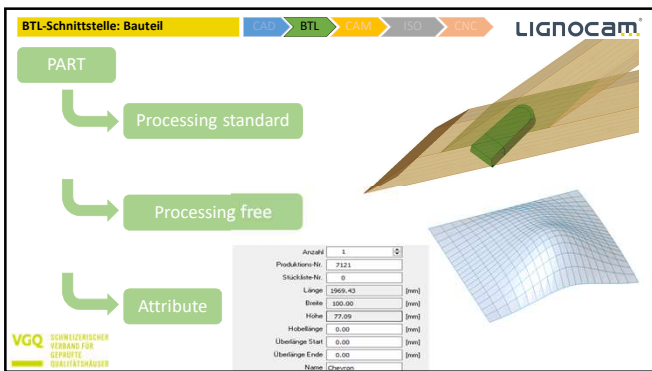 BTL-Schnittstelle: Bauteil
CAD BTL CAM ISO CNC
LIGNOCAM
PART
Processing standard
Processing free
Attribute
Anzahl 1
Produktions-Nr. 7121
Stückliste-Nr. 0
Länge 1969.43 [mm]
Breite 100.00 [mm]
Höhe 77.09 [mm]
Hobellänge 0.00 [mm]
Überlänge Start 0.00 [mm]
Überlänge Ende 0.00 [mm]
Name Chevron
VGQ SCHWEIZERISCHER
VERBAND FÜR
GEPRÜFTE
QUALITÄTSHÄUSER